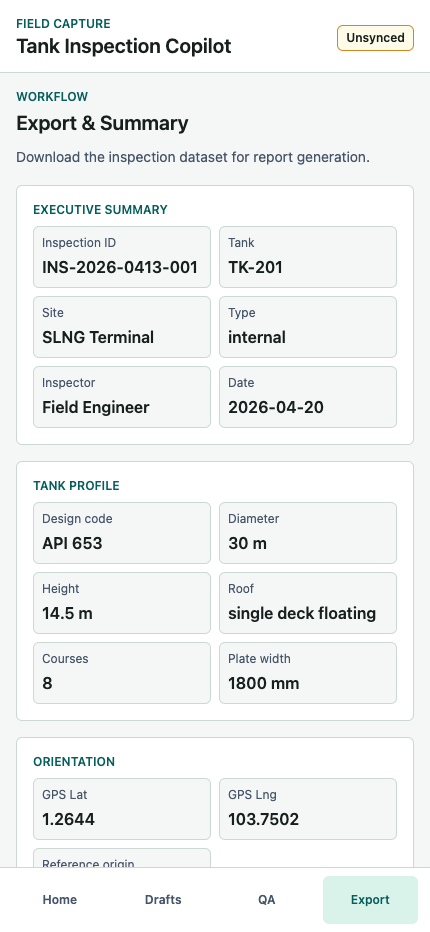 FIELD CAPTURE
Tank Inspection Copilot
Unsynced
WORKFLOW
Export & Summary
Download the inspection dataset for report generation.
EXECUTIVE SUMMARY
Inspection ID
INS-2026-0413-001
Tank
TK-201
Site
SLNG Terminal
Type
internal
Inspector
Field Engineer
Date
2026-04-20
TANK PROFILE
Design code
API 653
Diameter
30 m
Height
14.5 m
Roof
single deck floating
Courses
8
Plate width
1800 mm
ORIENTATION
GPS Lat
1.2644
GPS Lng
103.7502
Reference origin
Home
Drafts
QA
Export